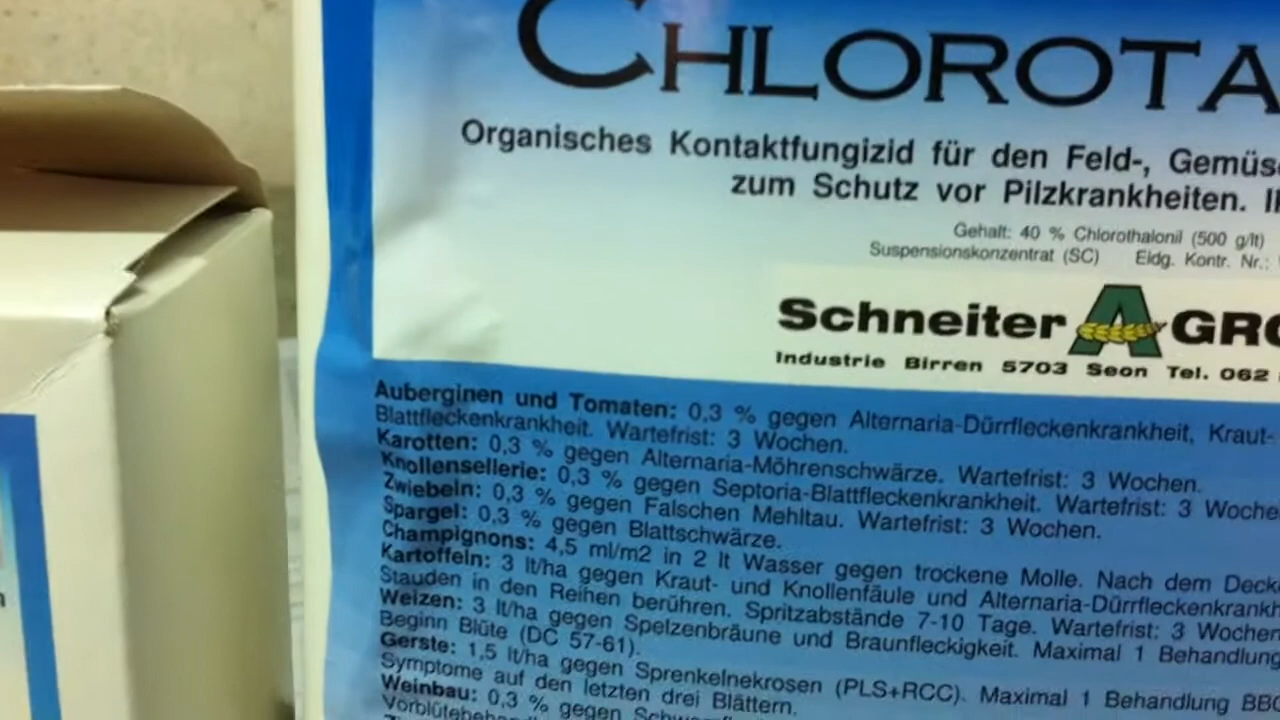 CHLOROTA
Organisches Kontaktfungizid für den Feld-, Gemüse
zum Schutz vor Pilzkrankheiten.
Gehalt: 40 % Chlorothalonil (500 g/lt)
Suspensionskonzentrat (SC) Eidg. Kontr. Nr.:
Schneiter AGRO
Industrie Birren 5703 Seon Tel. 062
Auberginen und Tomaten: 0,3 % gegen Alternaria-Dürrfleckenkrankheit, Kraut-
Blattfleckenkrankheit. Wartefrist: 3 Wochen.
Karotten: 0,3 % gegen Alternaria-Möhrenschwärze. Wartefrist: 3 Wochen.
Knollensellerie: 0,3 % gegen Septoria-Blattfleckenkrankheit. Wartefrist: 3 Woche
Zwiebeln: 0,3 % gegen Falschen Mehltau. Wartefrist: 3 Wochen.
Spargel: 0,3 % gegen Blattschwärze.
Champignons: 4,5 ml/m2 in 2 lt Wasser gegen trockene Molle. Nach dem Deck
Kartoffeln: 3 lt/ha gegen Kraut- und Knollenfäule und Alternaria-Dürrfleckenkrankh
Stauden in den Reihen berühren. Spritzabstände 7-10 Tage. Wartefrist: 3 Wochen
Weizen: 3 lt/ha gegen Spelzenbräune und Braunfleckigkeit. Maximal 1 Behandlung
Beginn Blüte (DC 57-61).
Gerste: 1,5 lt/ha gegen Sprenkelnekrosen (PLS+RCC). Maximal 1 Behandlung BBC
Symptome auf den letzten drei Blättern.
Weinbau: 0,3 % gegen